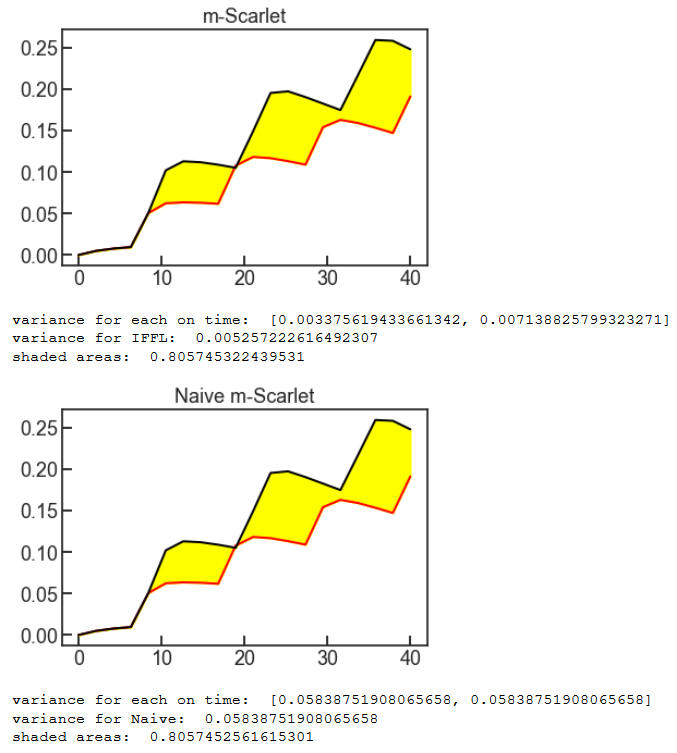 m-Scarlet
0.25
0.20
0.15
0.10
0.05
0.00
0 10 20 30 40
variance for each on time: [0.003375619433661342, 0.007138825799323271]
variance for IFFL: 0.005257222616492307
shaded areas: 0.805745322439531
Naive m-Scarlet
0.25
0.20
0.15
0.10
0.05
0.00
0 10 20 30 40
variance for each on time: [0.05838751908065658, 0.05838751908065658]
variance for Naive: 0.05838751908065658
shaded areas: 0.8057452561615301